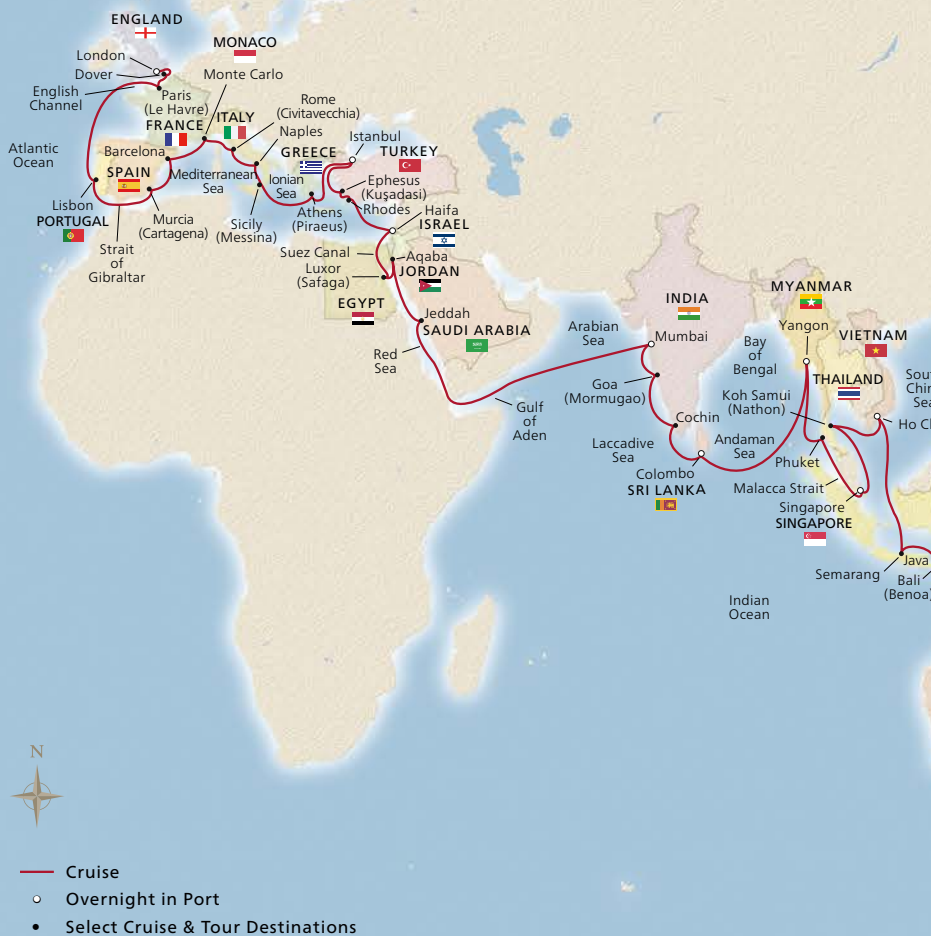 ENGLAND
London
Dover
English
Channel
MONACO
Monte Carlo
Paris
(Le Havre)
FRANCE
ITALY
Rome
(Civitavecchia)
Naples
Atlantic
Ocean
Barcelona
SPAIN
Mediterranean
Sea
Ionian
Sea
GREECE
Istanbul
TURKEY
Ephesus
(Kuşadasi)
Rhodes
Lisbon
PORTUGAL
Murcia
(Cartagena)
Strait
of
Gibraltar
Sicily
(Messina)
Athens
(Piraeus)
Haifa
ISRAEL
Suez Canal
Luxor
(Safaga)
Aqaba
JORDAN
EGYPT
Jeddah
SAUDI ARABIA
Red
Sea
Gulf
of
Aden
Arabian
Sea
INDIA
Mumbai
Goa
(Mormugao)
Cochin
Laccadive
Sea
Colombo
SRI LANKA
Bay
of
Bengal
Andaman
Sea
MYANMAR
Yangon
VIETNAM
THAILAND
Koh Samui
(Nathon)
Sou
Chin
Sea
Ho C
Phuket
Malacca Strait
Singapore
SINGAPORE
Semarang
Java
Bali
(Benoa)
Indian
Ocean
N
Cruise
Overnight in Port
Select Cruise & Tour Destinations